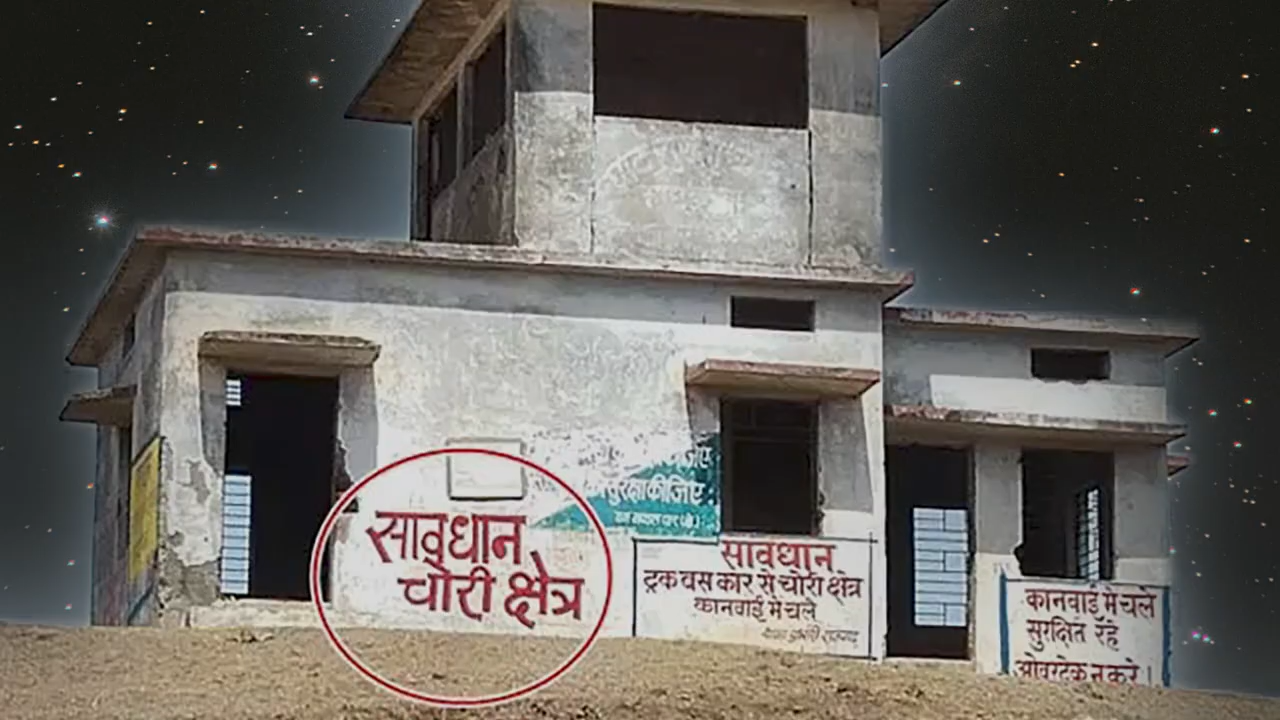 सुरक्षा कीजिए
सावधान
चोरी क्षेत्र
सावधान
ट्रक बस कार से चोरी क्षेत्र
कानवाई में चले
कानवाई में चले
सुरक्षित रहे
ओवरटेक न करे।